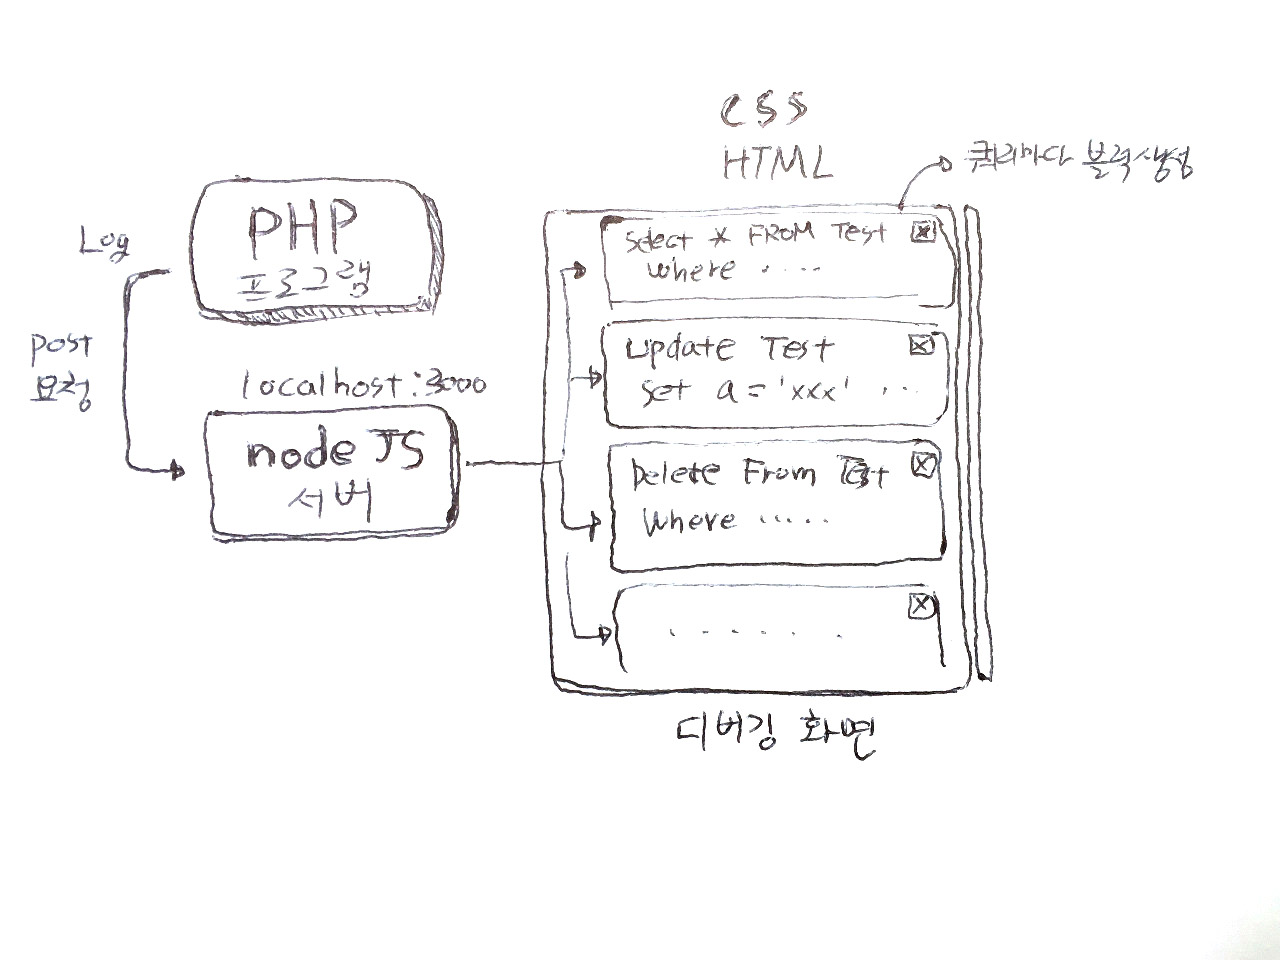 CSS
HTML
쿼리마다 블럭생성
PHP
프로그램
Log
Post
요청
localhost:3000
node JS
서버
Select * FROM Test
where ....
Update Test
set a = 'xxx' ...
Delete From Test
Where .....
......
디버깅 화면